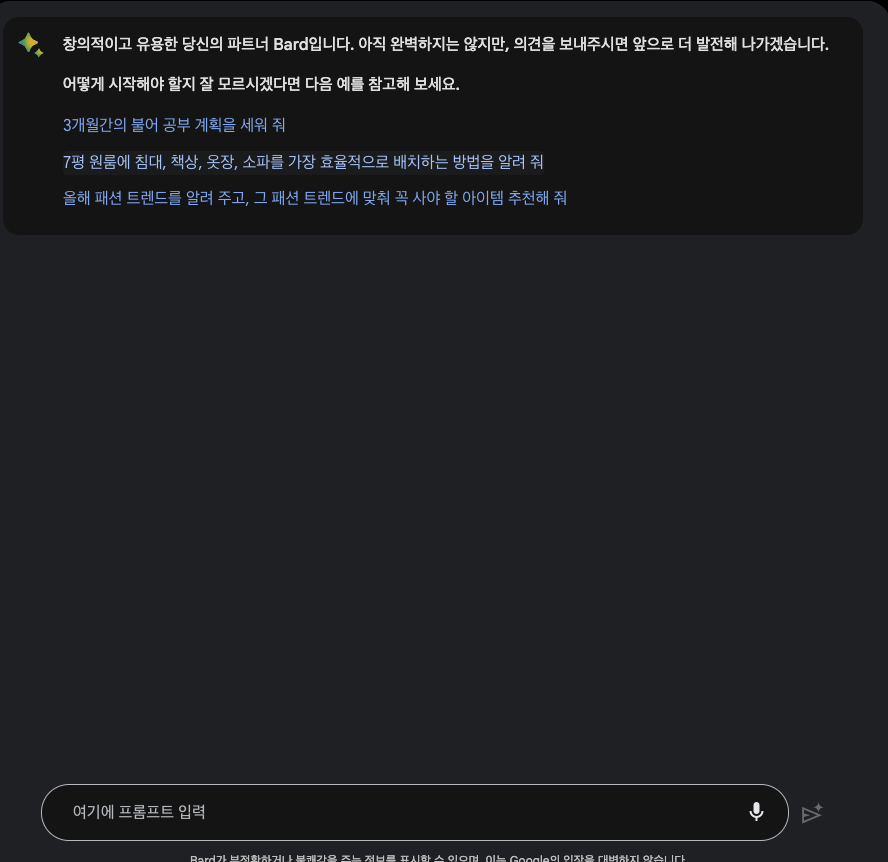 창의적이고 유용한 당신의 파트너 Bard입니다. 아직 완벽하지는 않지만, 의견을 보내주시면 앞으로 더 발전해 나가겠습니다.
어떻게 시작해야 할지 잘 모르시겠다면 다음 예를 참고해 보세요.
3개월간의 불어 공부 계획을 세워 줘
7평 원룸에 침대, 책상, 옷장, 소파를 가장 효율적으로 배치하는 방법을 알려 줘
올해 패션 트렌드를 알려 주고, 그 패션 트렌드에 맞춰 꼭 사야 할 아이템 추천해 줘
여기에 프롬프트 입력
Bard가 부정확하거나 불쾌감을 주는 정보를 표시할 수 있으며, 이는 Google의 입장을 대변하지 않습니다.